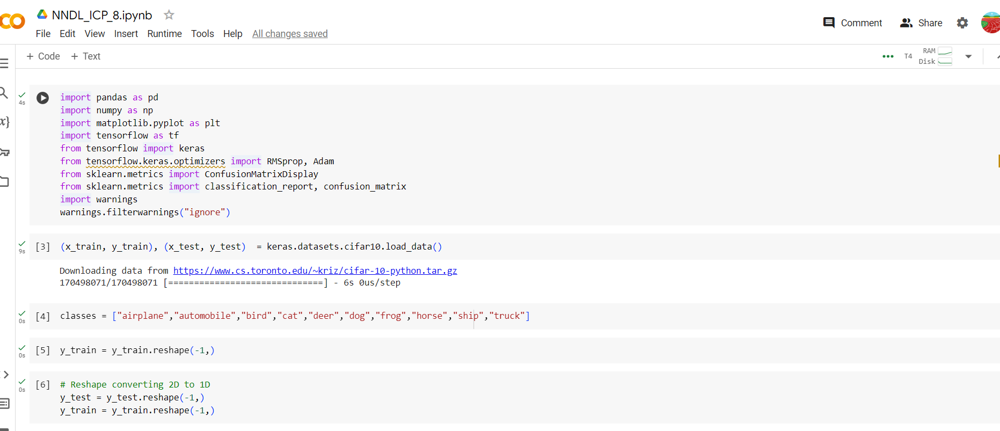 NNDL_ICP_8.ipynb
File Edit View Insert Runtime Tools Help All changes saved
Comment Share
+ Code + Text
T4 RAM
Disk
4s
import pandas as pd
import numpy as np
import matplotlib.pyplot as plt
import tensorflow as tf
from tensorflow import keras
from tensorflow.keras.optimizers import RMSprop, Adam
from sklearn.metrics import ConfusionMatrixDisplay
from sklearn.metrics import classification_report, confusion_matrix
import warnings
warnings.filterwarnings("ignore")
9s
[3] (x_train, y_train), (x_test, y_test)  = keras.datasets.cifar10.load_data()
Downloading data from https://www.cs.toronto.edu/~kriz/cifar-10-python.tar.gz
170498071/170498071 [==============================] - 6s 0us/step
0s
[4] classes = ["airplane","automobile","bird","cat","deer","dog","frog","horse","ship","truck"]
0s
[5] y_train = y_train.reshape(-1,)
0s
[6] # Reshape converting 2D to 1D
y_test = y_test.reshape(-1,)
y_train = y_train.reshape(-1,)